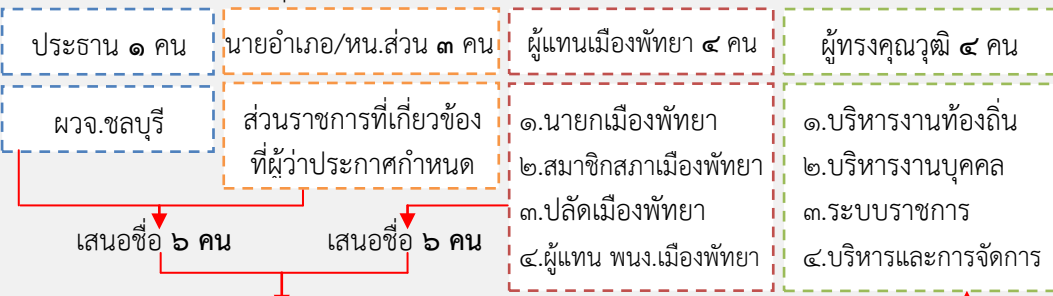 ประธาน ๑ คน
นายอำเภอ/หน.ส่วน ๓ คน
ผู้แทนเมืองพัทยา ๔ คน
ผู้ทรงคุณวุฒิ ๔ คน
ผวจ.ชลบุรี
ส่วนราชการที่เกี่ยวข้อง
ที่ผู้ว่าประกาศกำหนด
๑.นายกเมืองพัทยา
๒.สมาชิกสภาเมืองพัทยา
๓.ปลัดเมืองพัทยา
๔.ผู้แทน พนง.เมืองพัทยา
๑.บริหารงานท้องถิ่น
๒.บริหารงานบุคคล
๓.ระบบราชการ
๔.บริหารและการจัดการ
เสนอชื่อ ๖ คน
เสนอชื่อ ๖ คน